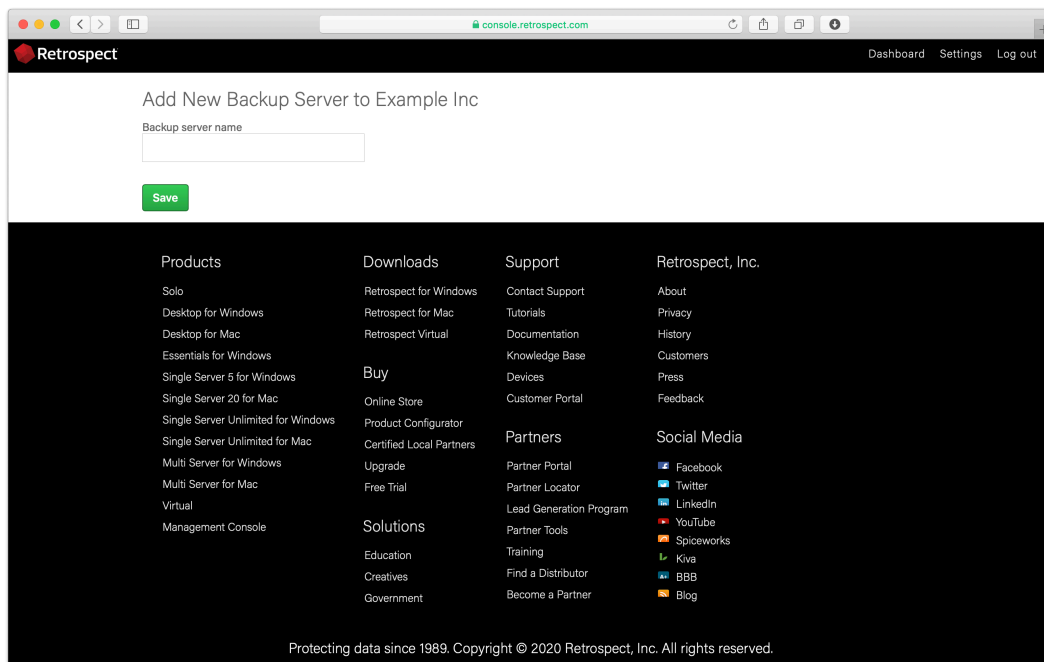 console.retrospect.com
Retrospect
Dashboard Settings Log out
Add New Backup Server to Example Inc
Backup server name
Save
Products
Solo
Desktop for Windows
Desktop for Mac
Essentials for Windows
Single Server 5 for Windows
Single Server 20 for Mac
Single Server Unlimited for Windows
Single Server Unlimited for Mac
Multi Server for Windows
Multi Server for Mac
Virtual
Management Console
Downloads
Retrospect for Windows
Retrospect for Mac
Retrospect Virtual
Buy
Online Store
Product Configurator
Certified Local Partners
Upgrade
Free Trial
Solutions
Education
Creatives
Government
Support
Contact Support
Tutorials
Documentation
Knowledge Base
Devices
Customer Portal
Partners
Partner Portal
Partner Locator
Lead Generation Program
Partner Tools
Training
Find a Distributor
Become a Partner
Retrospect, Inc.
About
Privacy
History
Customers
Press
Feedback
Social Media
Facebook
Twitter
LinkedIn
YouTube
Spiceworks
Kiva
BBB
Blog
Protecting data since 1989. Copyright © 2020 Retrospect, Inc. All rights reserved.